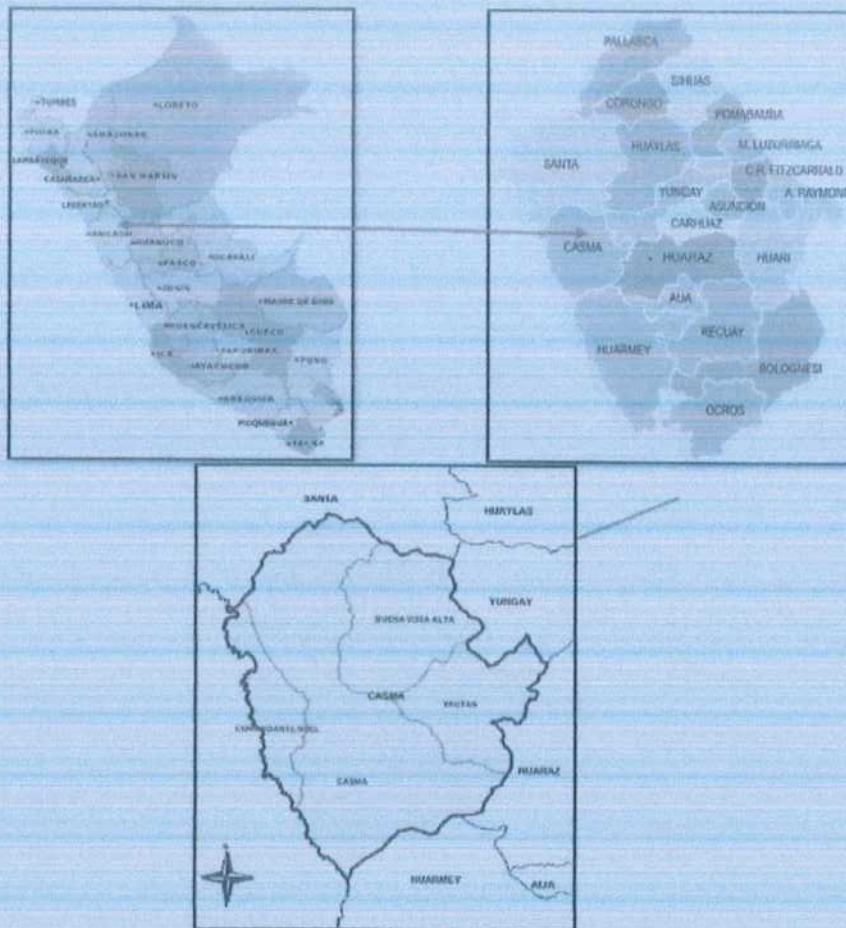 TUMBES
LORETO
PIURA
AMAZONAS
LAMBAYEQUE
CAJAMARCA
SAN MARTIN
LIBERTAD
ANCASH
HUANUCO
PASCO
UCAYALI
JUNIN
LIMA
MADRE DE DIOS
HUANCAVELICA
CUSCO
ICA
APURIMAC
AYACUCHO
PUNO
AREQUIPA
MOQUEGUA
TACNA
PALLASCA
SIHUAS
CORONGO
POMABAMBA
HUAYLAS
M. LUZURIAGA
SANTA
C.R. FITZCARRALD
YUNGAY
A. RAYMOND
ASUNCION
CARHUAZ
CASMA
HUARAZ
HUARI
AIJA
RECUAY
HUARMEY
BOLOGNESI
OCROS
SANTA
HUAYLAS
YUNGAY
BUENA VISTA ALTA
CASMA
YAUTAN
COMANDANTE NOEL
HUARAZ
CASMA
HUARMEY
AIJA